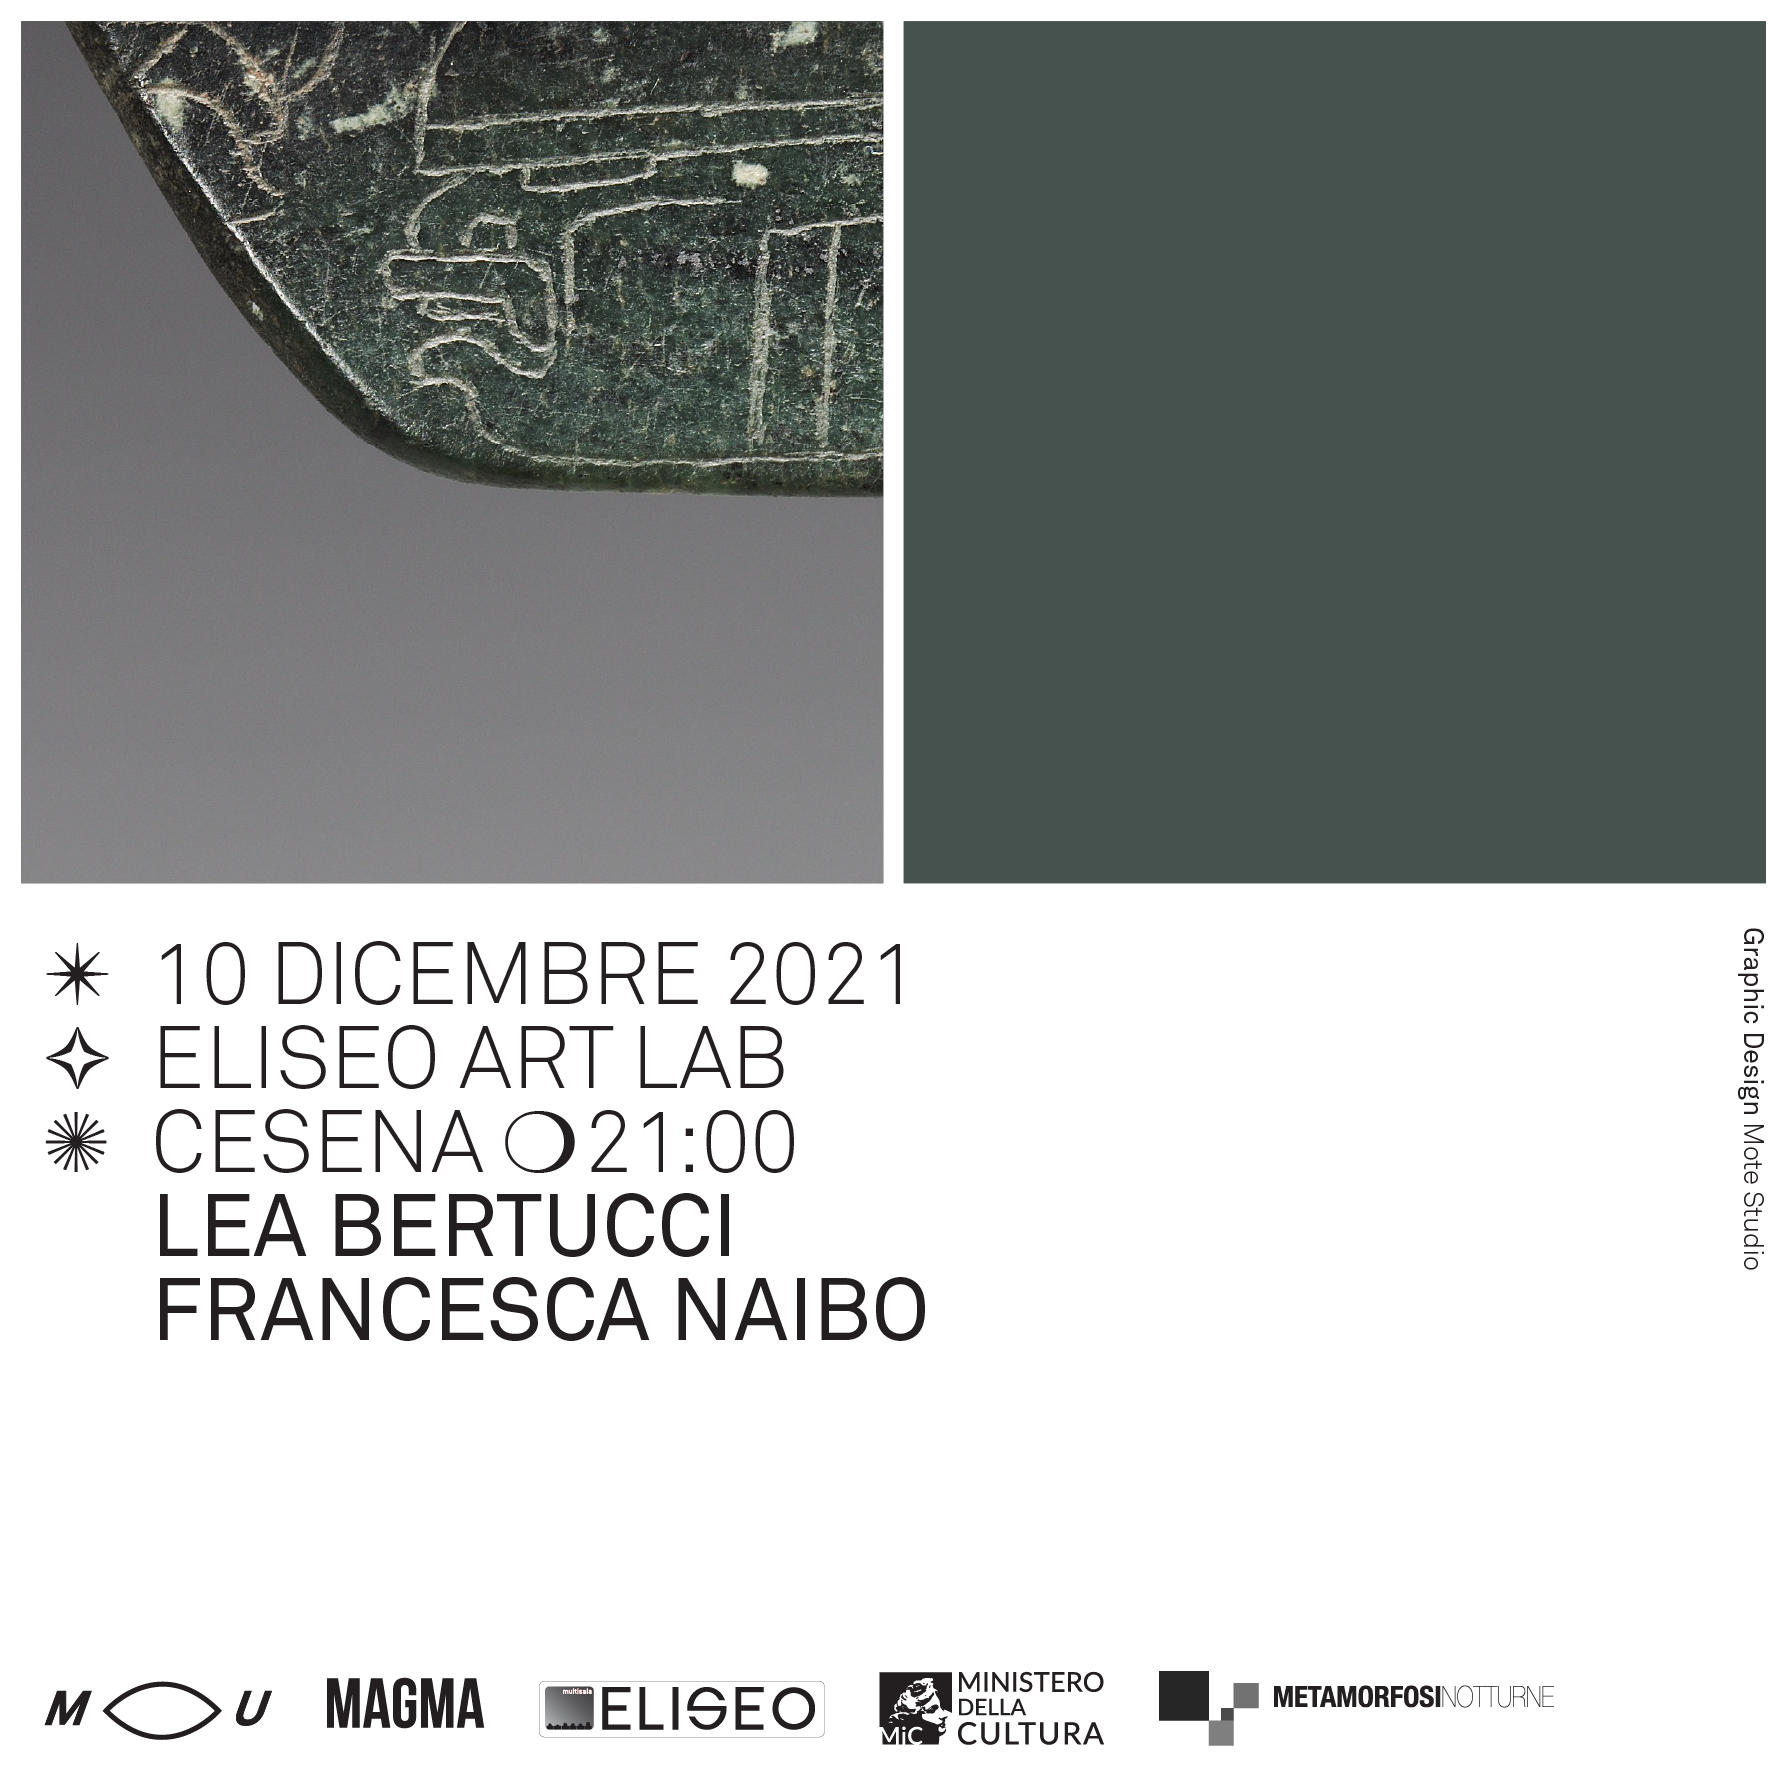 10 DICEMBRE 2021
ELISEO ART LAB
CESENA 21:00
LEA BERTUCCI
FRANCESCA NAIBO
Graphic Design Mote Studio
M U
MAGMA
multisala
ELISEO
MiC
MINISTERO
DELLA
CULTURA
METAMORFOSINOTTURNE